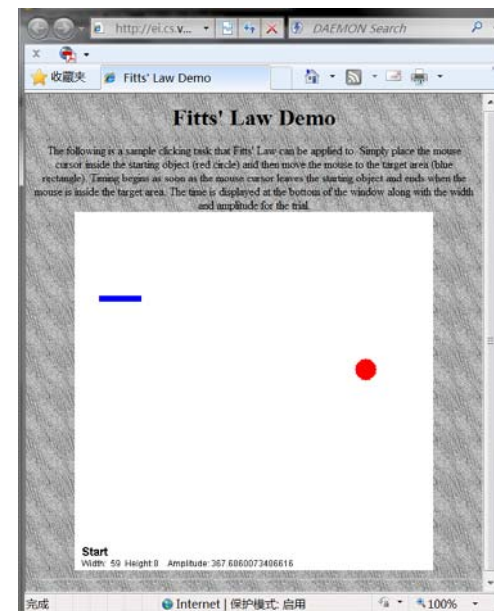 http://ei.cs.v...
DAEMON Search
x
收藏夹 Fitts' Law Demo
Fitts' Law Demo
The following is a sample clicking task that Fitts' Law can be applied to. Simply place the mouse
cursor inside the starting object (red circle) and then move the mouse to the target area (blue
rectangle). Timing begins as soon as the mouse cursor leaves the starting object and ends when the
mouse is inside the target area. The time is displayed at the bottom of the window along with the width
and amplitude for the trial.
Start
Width: 59 Height:8 Amplitude:367.6860073486616
完成 Internet | 保护模式: 启用 100%